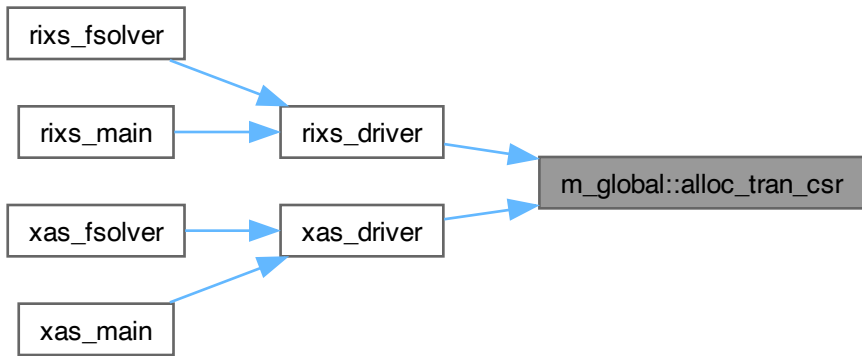 rixs_fsolver
rixs_main
rixs_driver
m_global::alloc_tran_csr
xas_fsolver
xas_driver
xas_main